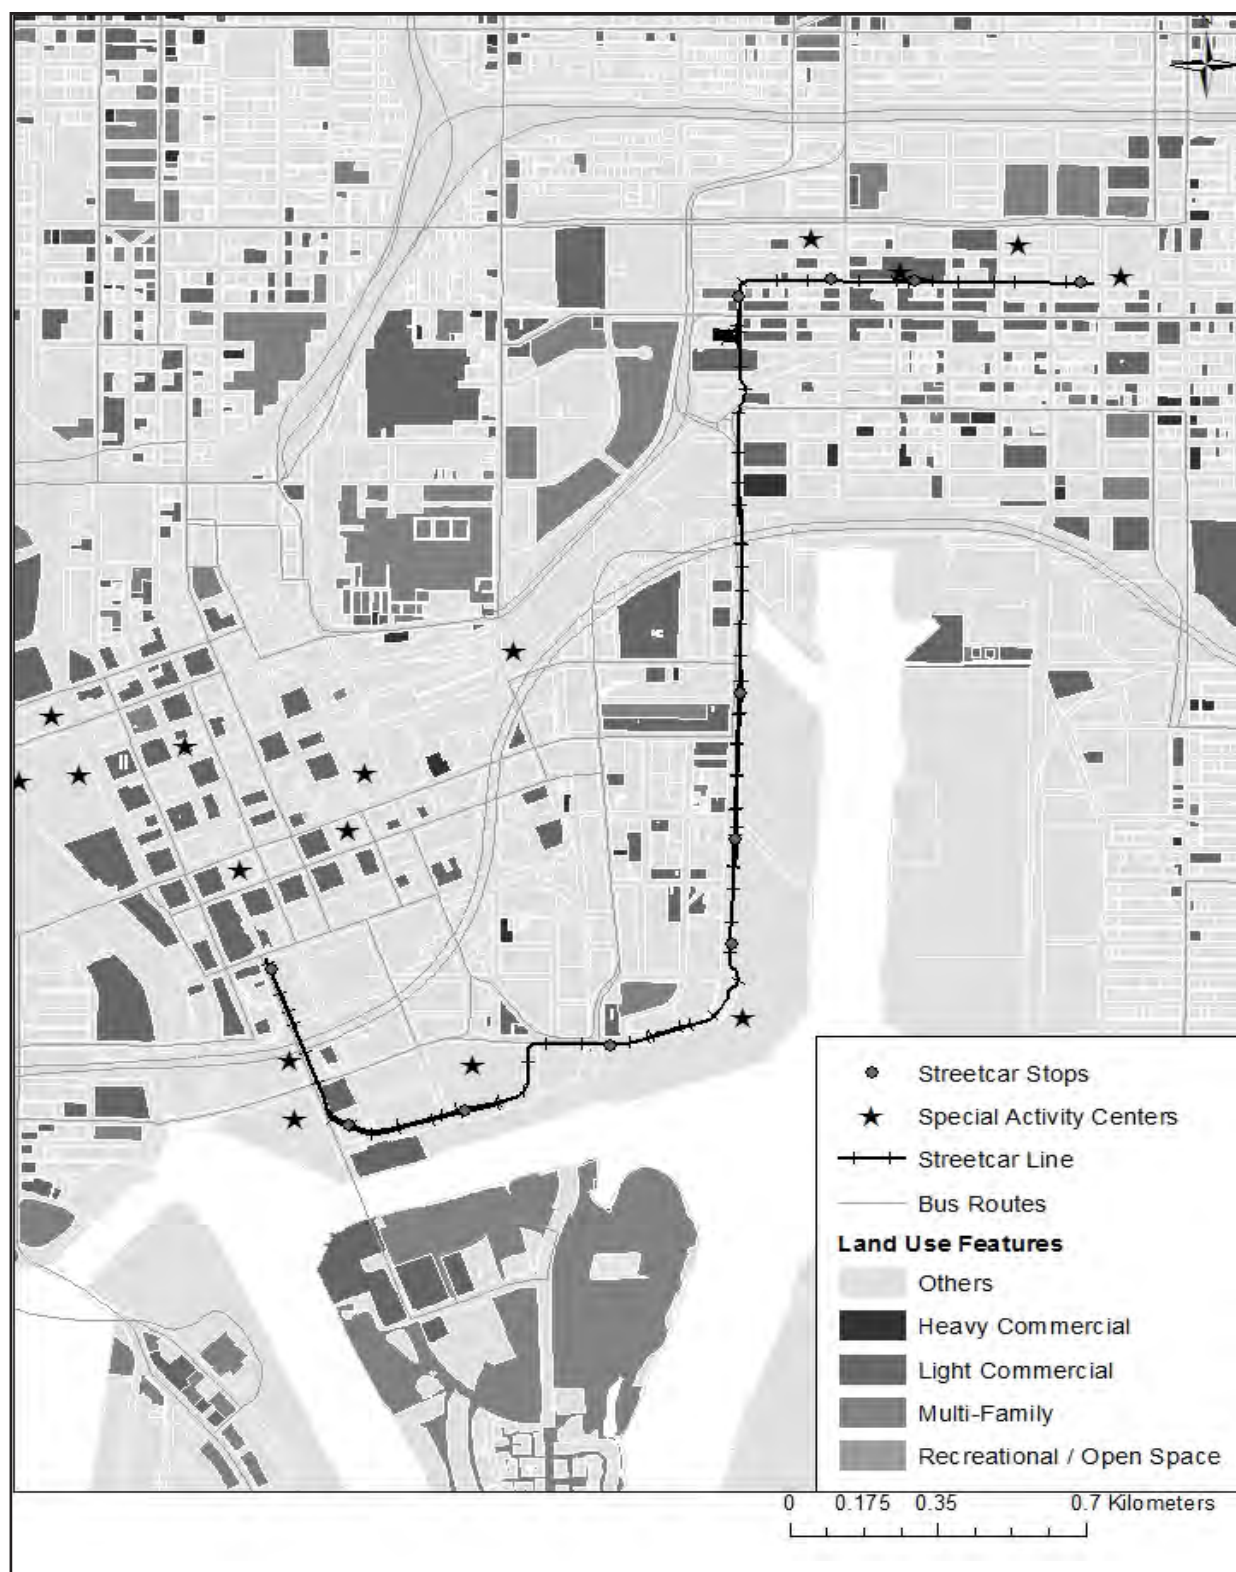 Streetcar Stops
Special Activity Centers
Streetcar Line
Bus Routes
Land Use Features
Others
Heavy Commercial
Light Commercial
Multi-Family
Recreational / Open Space
0 0.175 0.35 0.7 Kilometers